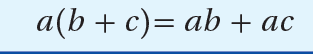 a(b + c)= ab + ac